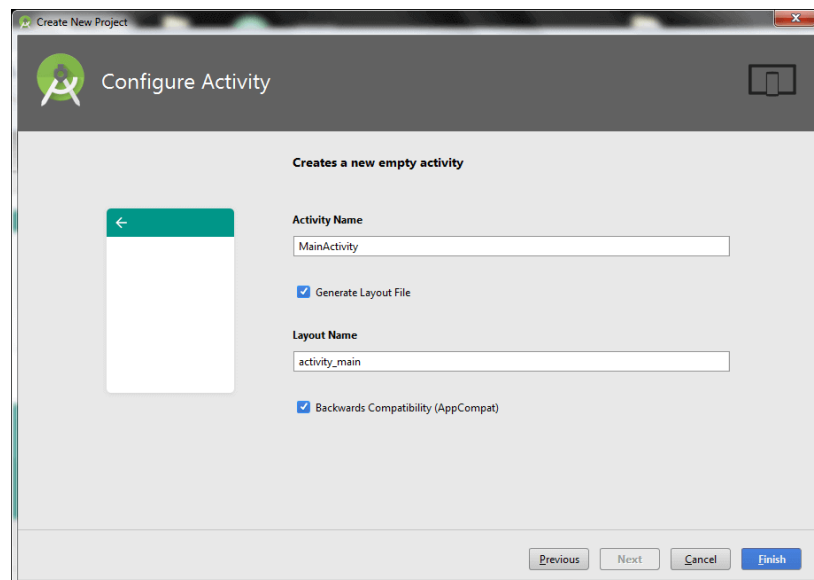 Create New Project
Configure Activity
Creates a new empty activity
Activity Name
MainActivity
Generate Layout File
Layout Name
activity_main
Backwards Compatibility (AppCompat)
Previous Next Cancel Finish